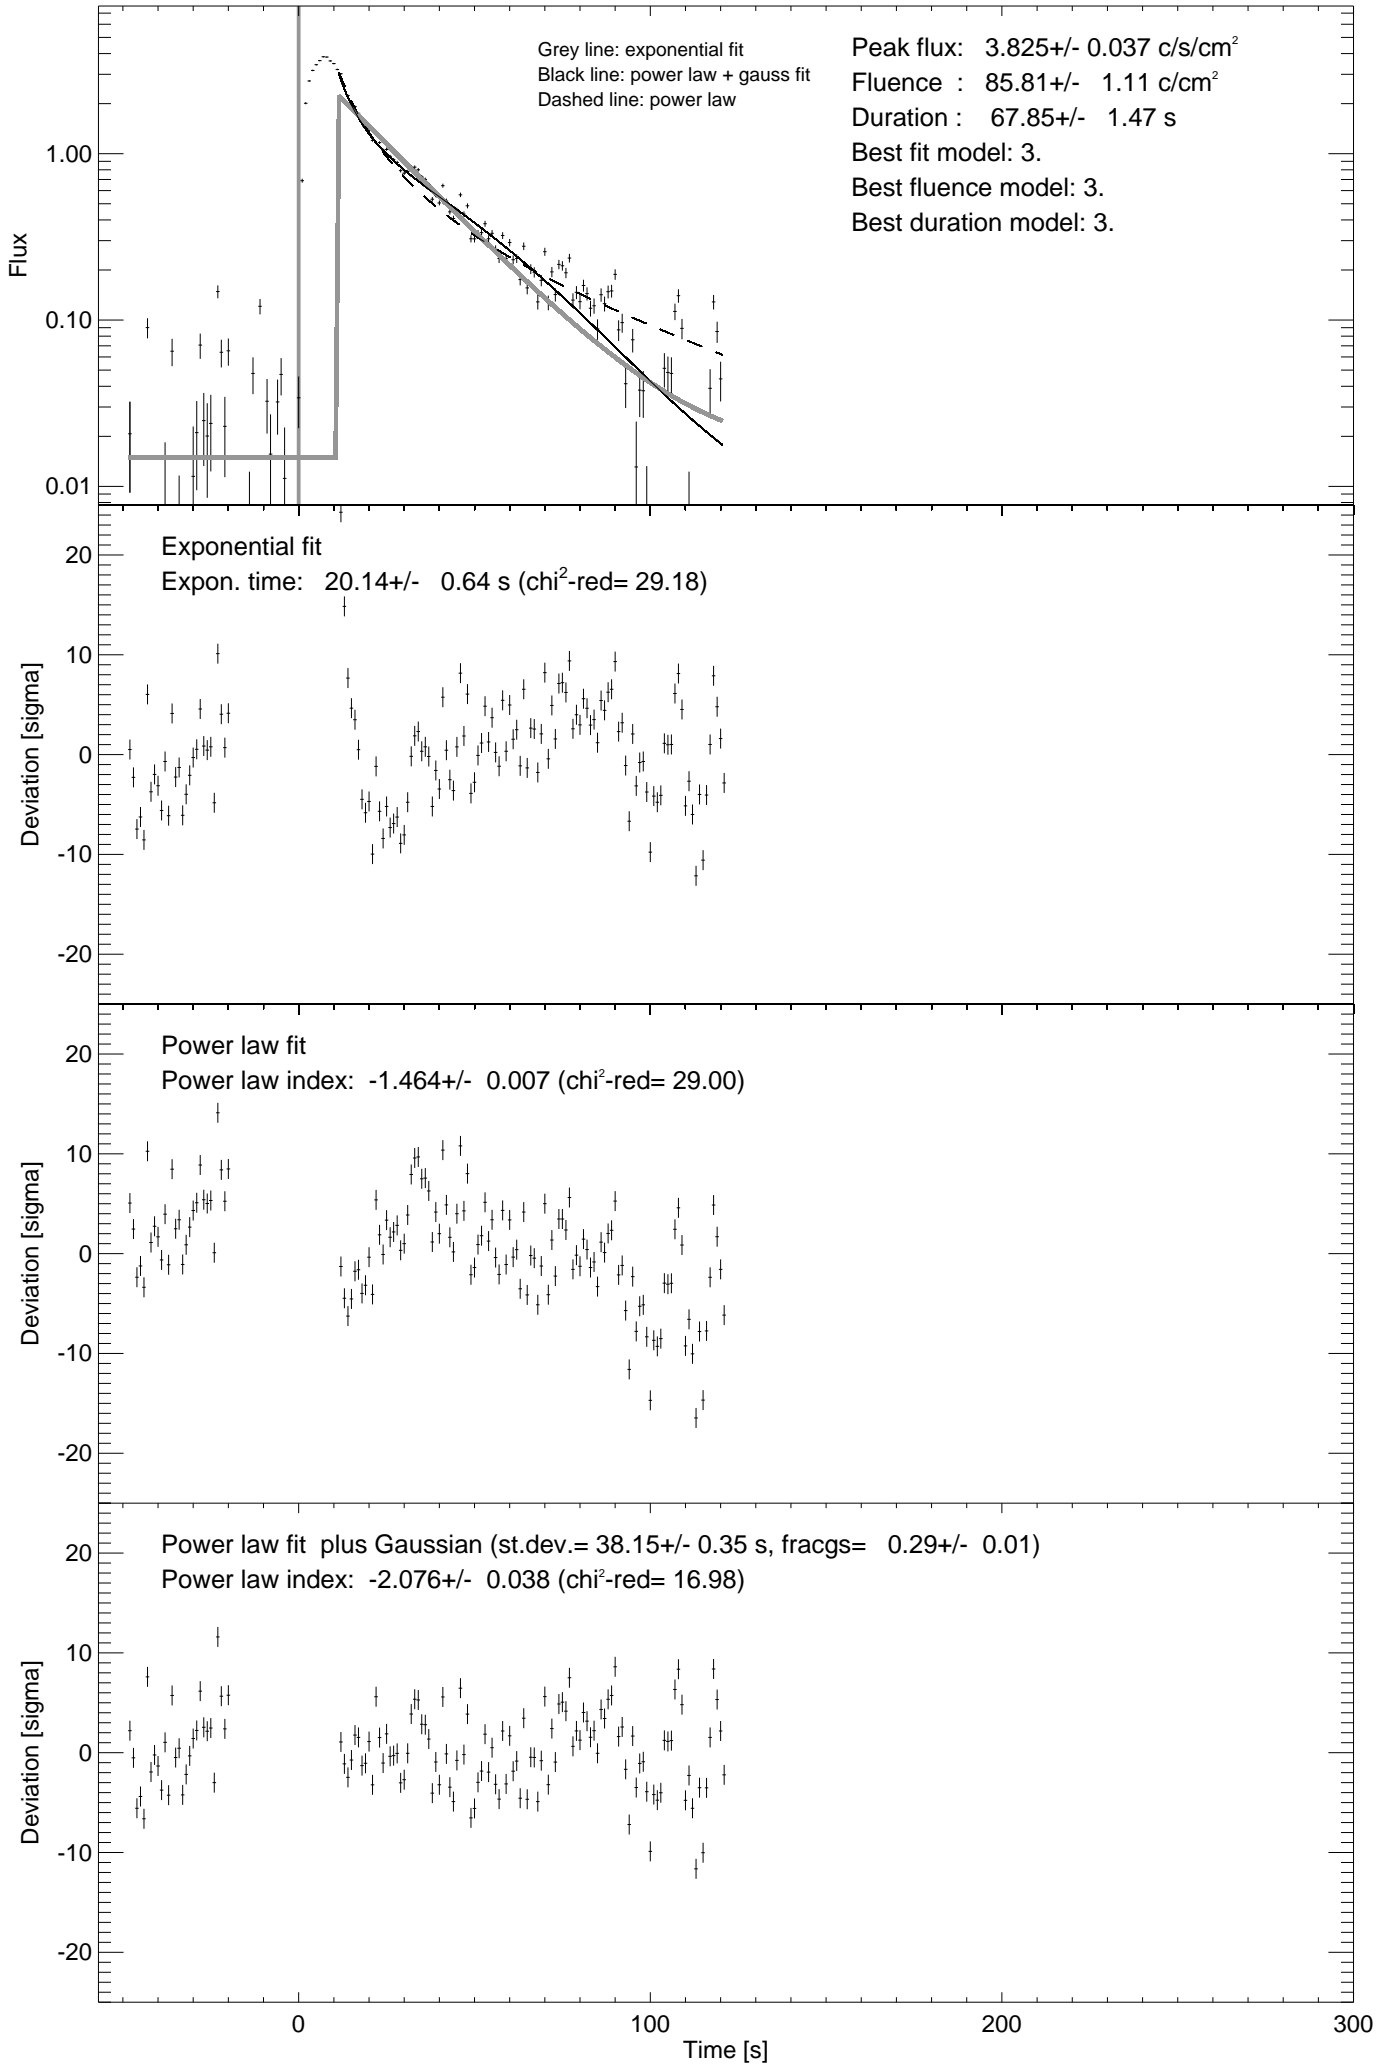 Grey line: exponential fit
Black line: power law + gauss fit
Dashed line: power law
Peak flux: 3.825+/- 0.037 c/s/cm²
Fluence : 85.81+/- 1.11 c/cm²
Duration : 67.85+/- 1.47 s
Best fit model: 3.
Best fluence model: 3.
Best duration model: 3.
1.00
0.10
0.01
Flux
Exponential fit
Expon. time: 20.14+/- 0.64 s (chi²-red= 29.18)
20
10
0
-10
-20
Deviation [sigma]
Power law fit
Power law index: -1.464+/- 0.007 (chi²-red= 29.00)
20
10
0
-10
-20
Deviation [sigma]
Power law fit plus Gaussian (st.dev.= 38.15+/- 0.35 s, fracgs= 0.29+/- 0.01)
Power law index: -2.076+/- 0.038 (chi²-red= 16.98)
20
10
0
-10
-20
Deviation [sigma]
0 100 200 300
Time [s]